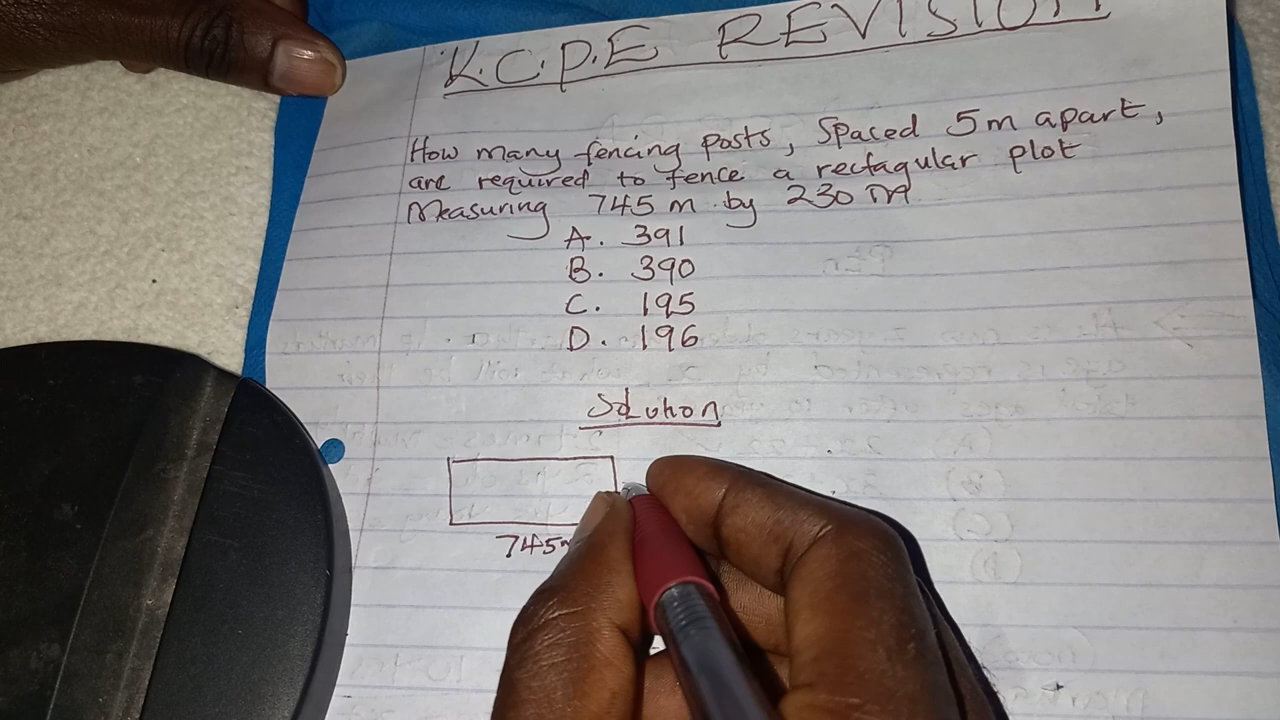 K.C.P.E REVISION
How many fencing posts, Spaced 5m apart,
are required to fence a rectagular plot
Measuring 745 m by 230 m
A. 391
B. 390
C. 195
D. 196
Solution
745m